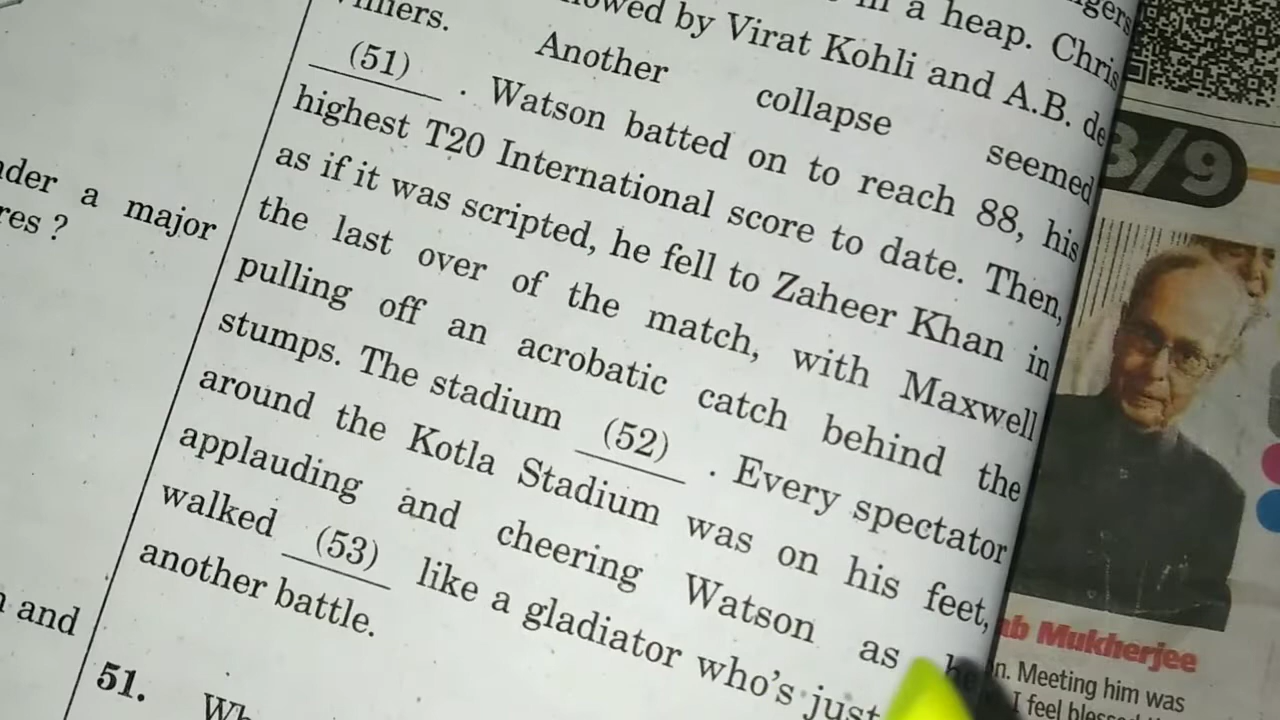 der a major
res ?
and
in a heap. Chris
owed by Virat Kohli and A.B. de
Another collapse seemed
(51) . Watson batted on to reach 88, his
highest T20 International score to date. Then,
as if it was scripted, he fell to Zaheer Khan in
the last over of the match, with Maxwell
pulling off an acrobatic catch behind the
stumps. The stadium (52) . Every spectator
around the Kotla Stadium was on his feet,
applauding and cheering Watson as he
walked (53) like a gladiator who's just
another battle.
51.
3/9
ab Mukherjee
n. Meeting him was
I feel